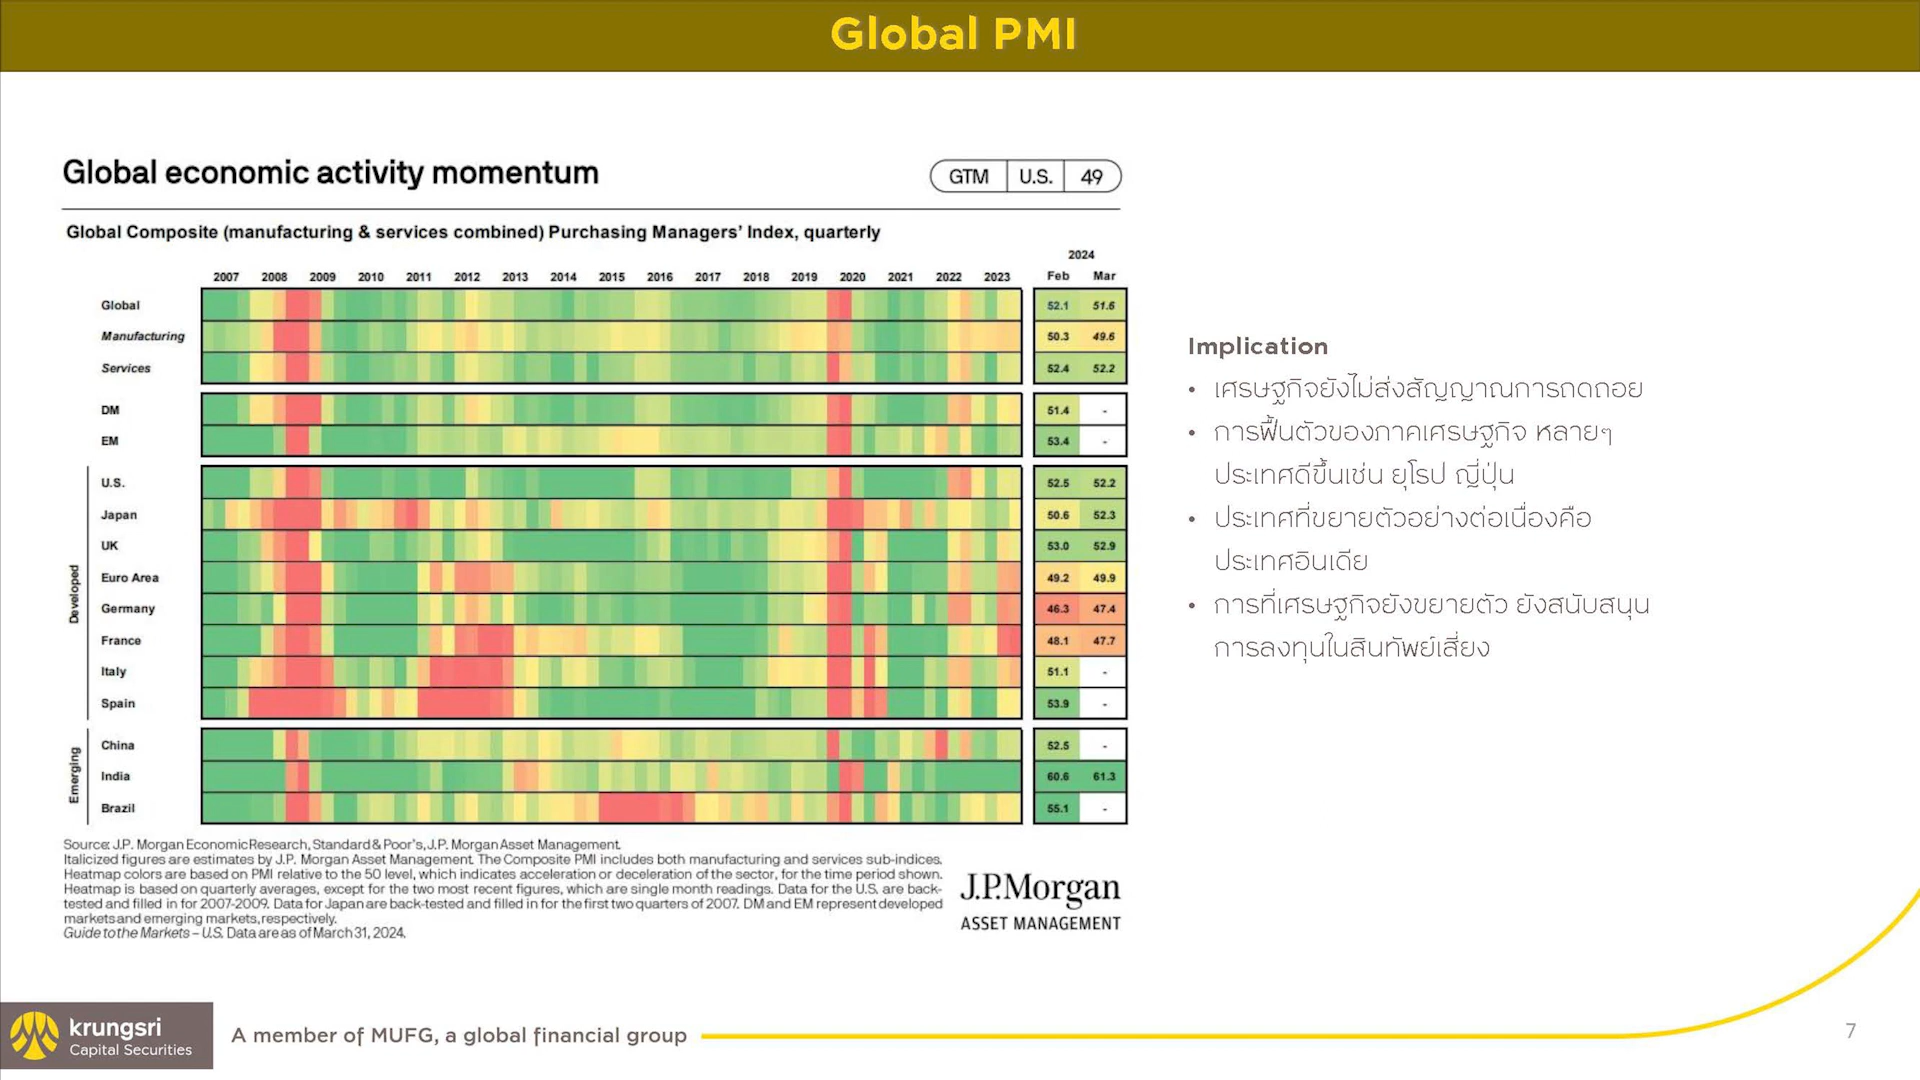 Global PMI
Global economic activity momentum
GTM U.S. 49
Global Composite (manufacturing & services combined) Purchasing Managers' Index, quarterly
2024
2007 2008 2009 2010 2011 2012 2013 2014 2015 2016 2017 2018 2019 2020 2021 2022 2023 Feb Mar
Global 52.1 51.6
Manufacturing 50.3 49.6
Services 52.4 52.2
DM 51.4 -
EM 53.4 -
Developed
U.S. 52.5 52.2
Japan 50.6 52.3
UK 53.0 52.9
Euro Area 49.2 49.9
Germany 46.3 47.4
France 48.1 47.7
Italy 51.1 -
Spain 53.9 -
Emerging
China 52.5 -
India 60.6 61.3
Brazil 55.1 -
Source: J.P. Morgan Economic Research, Standard & Poor's, J.P. Morgan Asset Management.
Italicized figures are estimates by J.P. Morgan Asset Management. The Composite PMI includes both manufacturing and services sub-indices.
Heatmap colors are based on PMI relative to the 50 level, which indicates acceleration or deceleration of the sector, for the time period shown.
Heatmap is based on quarterly averages, except for the two most recent figures, which are single month readings. Data for the U.S. are back-
tested and filled in for 2007-2009. Data for Japan are back-tested and filled in for the first two quarters of 2007. DM and EM represent developed
markets and emerging markets, respectively.
Guide to the Markets – U.S. Data are as of March 31, 2024.
J.P.Morgan
ASSET MANAGEMENT
Implication
• เศรษฐกิจยังไม่ส่งสัญญาณการถดถอย
• การฟื้นตัวของภาคเศรษฐกิจ หลายๆ
ประเทศดีขึ้นเช่น ยุโรป ญี่ปุ่น
• ประเทศที่ขยายตัวอย่างต่อเนื่องคือ
ประเทศอินเดีย
• การที่เศรษฐกิจยังขยายตัว ยังสนับสนุน
การลงทุนในสินทัพย์เสี่ยง
krungsri
Capital Securities
A member of MUFG, a global financial group
7